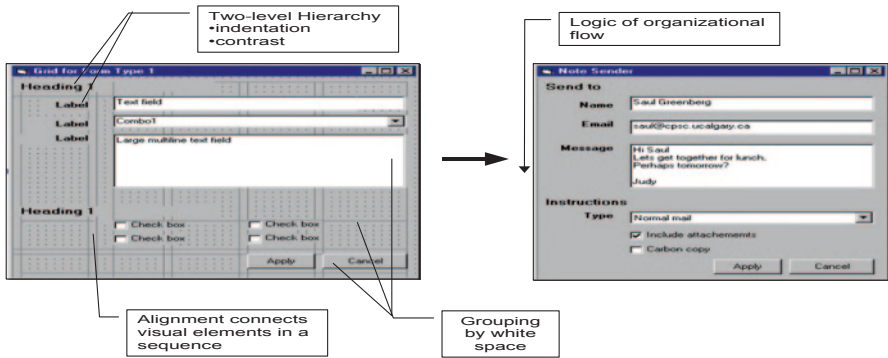 Two-level Hierarchy
•indentation
•contrast
Logic of organizational
flow
Grid for Form Type 1
Heading 1
Label
Text field
Label
Combo1
Label
Large multiline text field
Heading 1
Check box
Check box
Check box
Check box
Apply
Cancel
Note Sender
Send to
Name
Saul Greenberg
Email
saul@cpsc.ucalgary.ca
Message
Hi Saul
Lets get together for lunch,
Perhaps tomorrow?
Judy
Instructions
Type
Normal mail
Include attachements
Carbon copy
Apply
Cancel
Alignment connects
visual elements in a
sequence
Grouping
by white
space